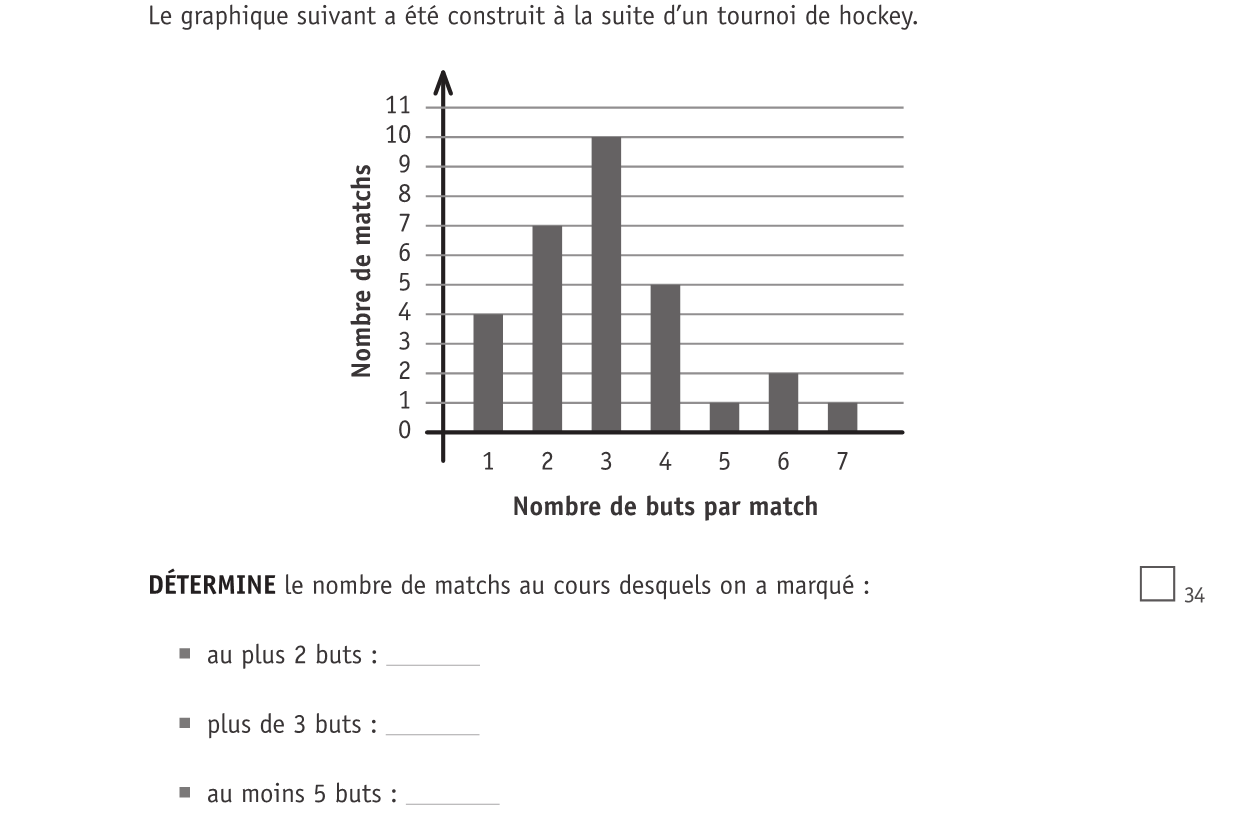 Le graphique suivant a été construit à la suite d’un tournoi de hockey.
Nombre de matchs
11
10
9
8
7
6
5
4
3
2
1
0
1 2 3 4 5 6 7
Nombre de buts par match
DÉTERMINE le nombre de matchs au cours desquels on a marqué :
34
■ au plus 2 buts : ________
■ plus de 3 buts : ________
■ au moins 5 buts : ________